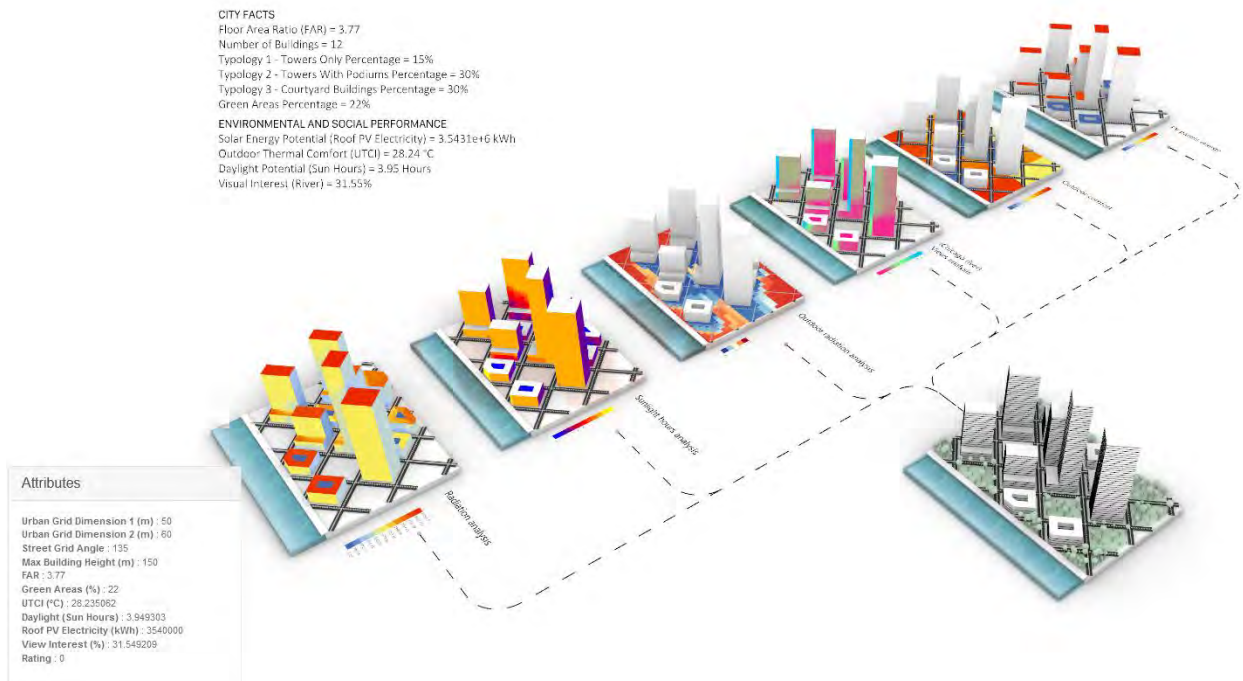 CITY FACTS
Floor Area Ratio (FAR) = 3.77
Number of Buildings = 12
Typology 1 - Towers Only Percentage = 15%
Typology 2 - Towers With Podiums Percentage = 30%
Typology 3 - Courtyard Buildings Percentage = 30%
Green Areas Percentage = 22%
ENVIRONMENTAL AND SOCIAL PERFORMANCE
Solar Energy Potential (Roof PV Electricity) = 3.5431e+6 kWh
Outdoor Thermal Comfort (UTCI) = 28.24 °C
Daylight Potential (Sun Hours) = 3.95 Hours
Visual Interest (River) = 31.55%
Outdoor comfort
(Chicago river)
Views analysis
Outdoor radiation analysis
Sunlight hours analysis
Radiation analysis
Attributes
Urban Grid Dimension 1 (m) : 50
Urban Grid Dimension 2 (m) : 60
Street Grid Angle : 135
Max Building Height (m) : 150
FAR : 3.77
Green Areas (%) : 22
UTCI (°C) : 28.235062
Daylight (Sun Hours) : 3.949303
Roof PV Electricity (kWh) : 3540000
View Interest (%) : 31.549209
Rating : 0